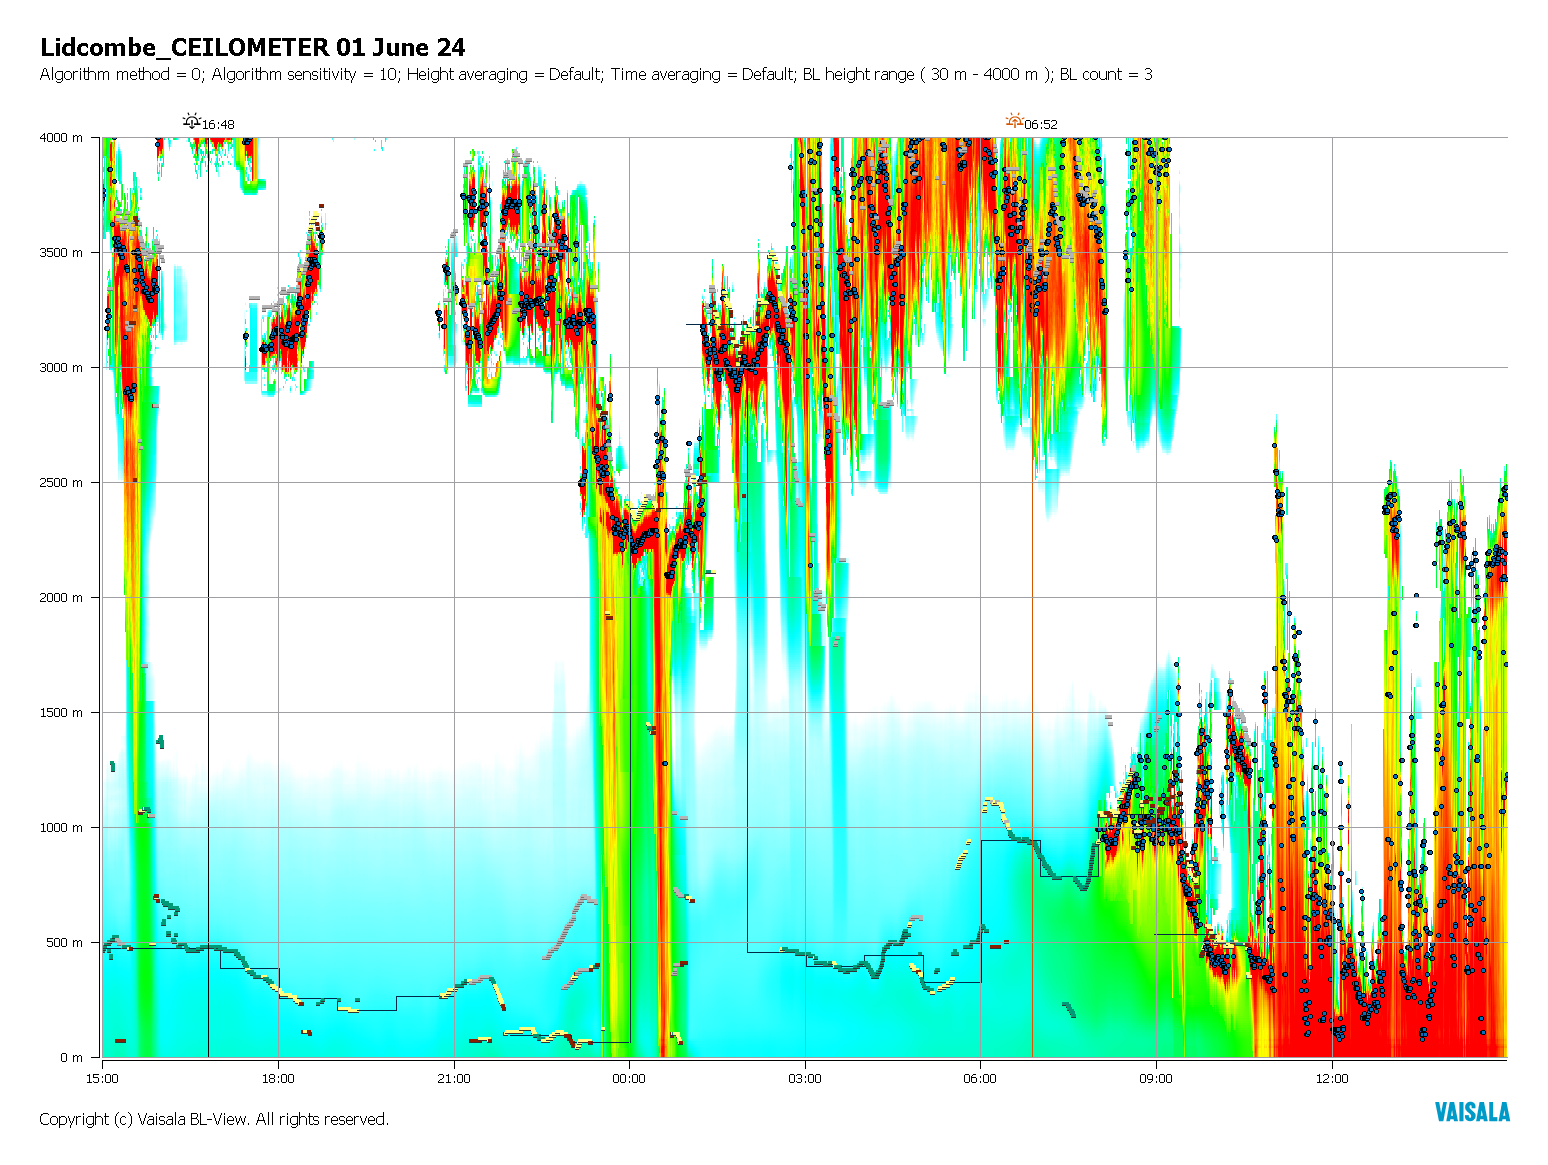 Lidcombe_CEILOMETER 01 June 24
Algorithm method = 0; Algorithm sensitivity = 10; Height averaging = Default; Time averaging = Default; BL height range ( 30 m - 4000 m ); BL count = 3
16:48 06:52
4000 m
3500 m
3000 m
2500 m
2000 m
1500 m
1000 m
500 m
0 m
15:00 18:00 21:00 00:00 03:00 06:00 09:00 12:00
Copyright (c) Vaisala BL-View. All rights reserved.
VAISALA